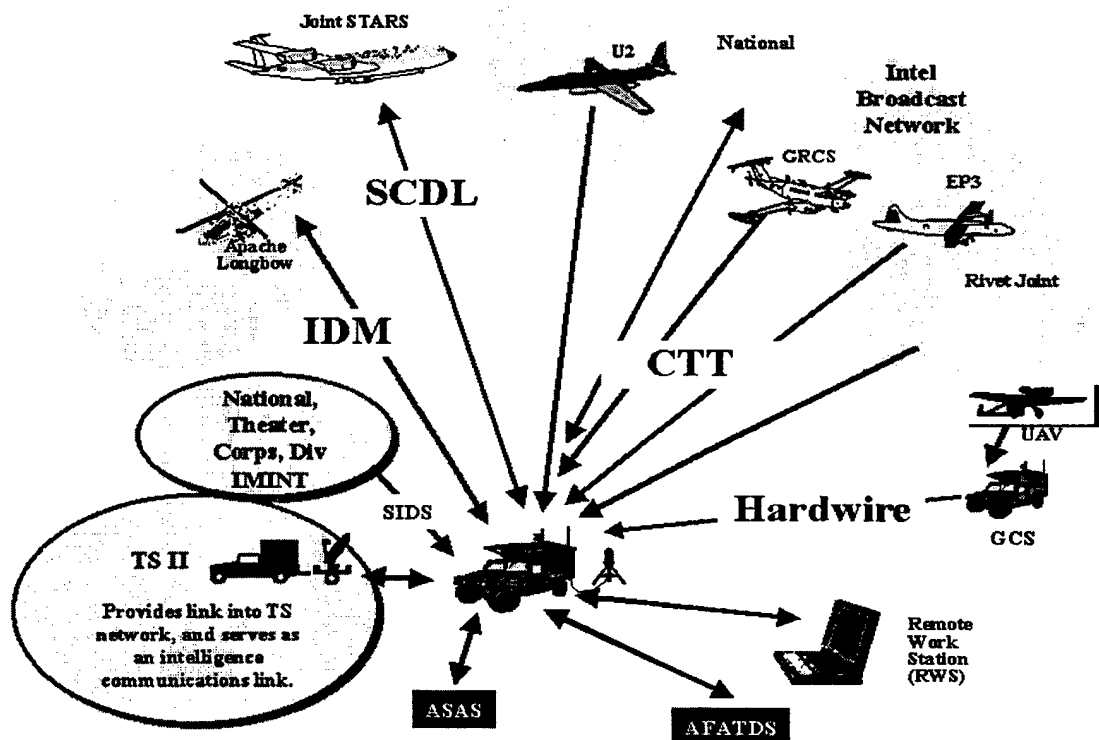 Joint STARS
U2
National
Intel
Broadcast
Network
GRCS
EP3
SCDL
Apache
Longbow
Rivet Joint
IDM
CTT
National,
Theater,
Corps, Div
IMINT
UAV
SIDS
Hardwire
GCS
TS II
Provides link into TS
network, and serves as
an intelligence
communications link.
Remote
Work
Station
(RWS)
ASAS
AFATDS